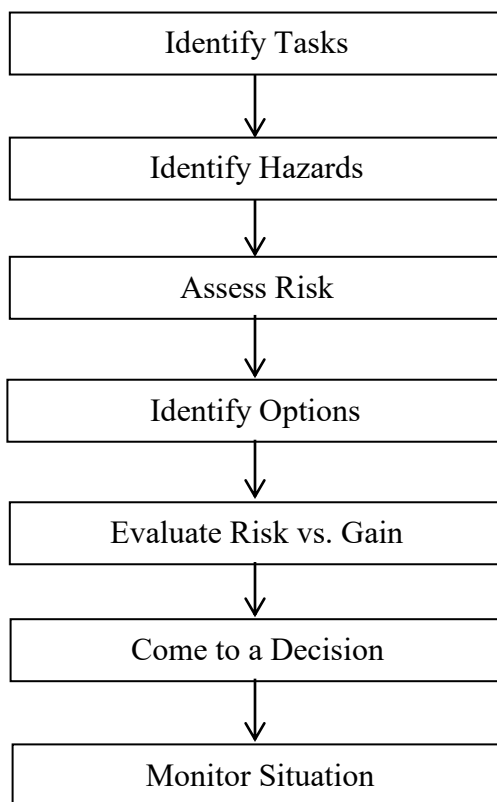 Identify Tasks
Identify Hazards
Assess Risk
Identify Options
Evaluate Risk vs. Gain
Come to a Decision
Monitor Situation